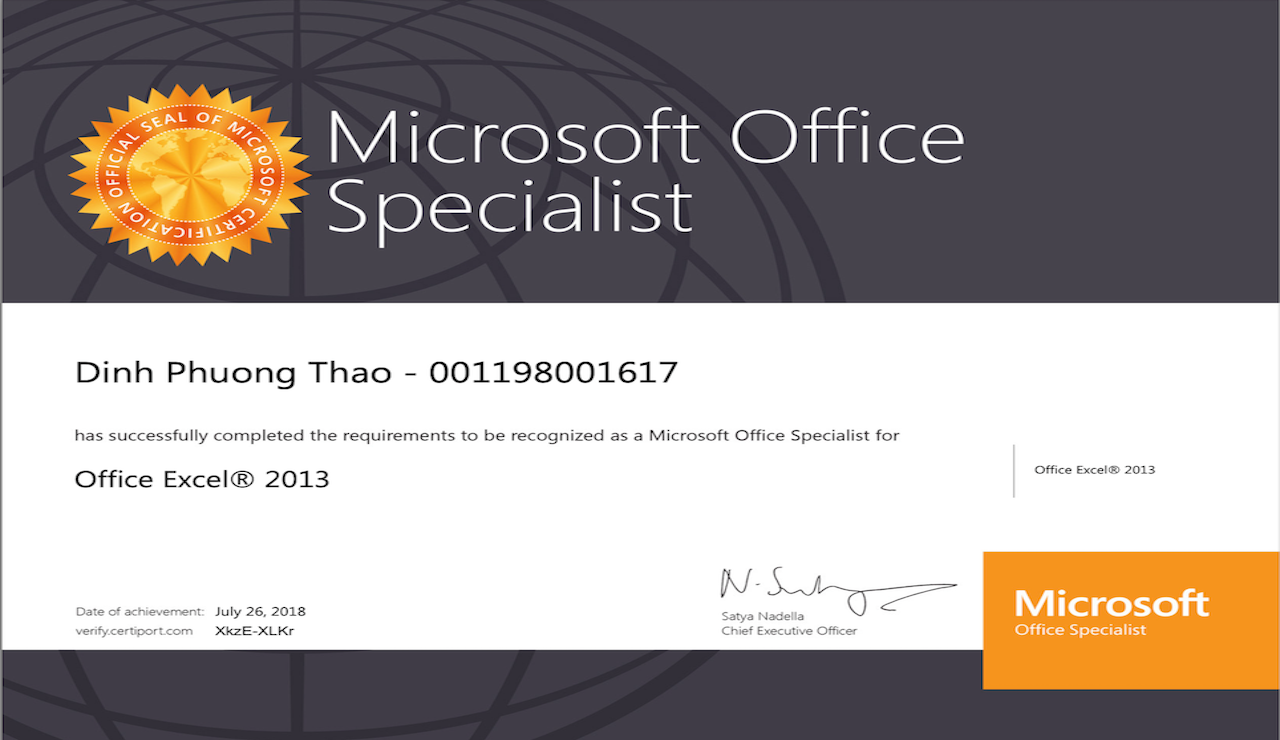 OFFICIAL SEAL OF MICROSOFT CERTIFICATION
Microsoft Office
Specialist
Dinh Phuong Thao - 001198001617
has successfully completed the requirements to be recognized as a Microsoft Office Specialist for
Office Excel® 2013
Office Excel® 2013
Date of achievement: July 26, 2018
verify.certiport.com XkzE-XLKr
Satya Nadella
Chief Executive Officer
Microsoft
Office Specialist